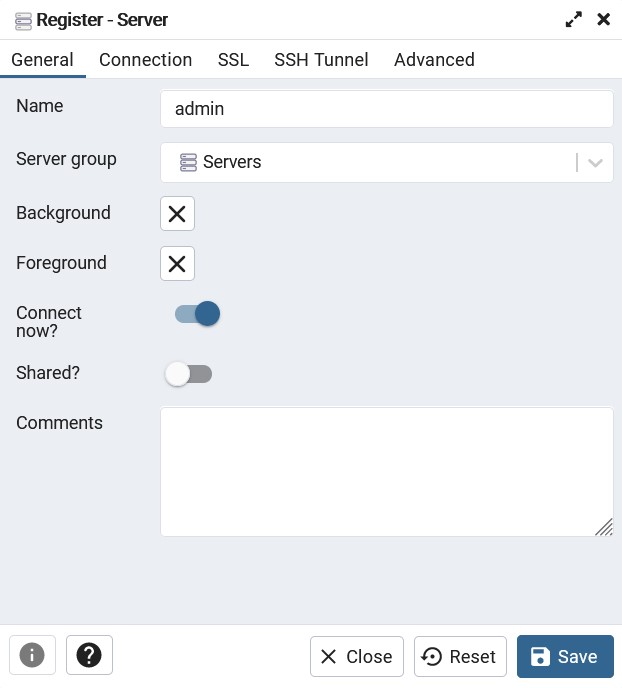 Register - Server
General Connection SSL SSH Tunnel Advanced
Name admin
Server group Servers
Background
Foreground
Connect
now?
Shared?
Comments
Close Reset Save